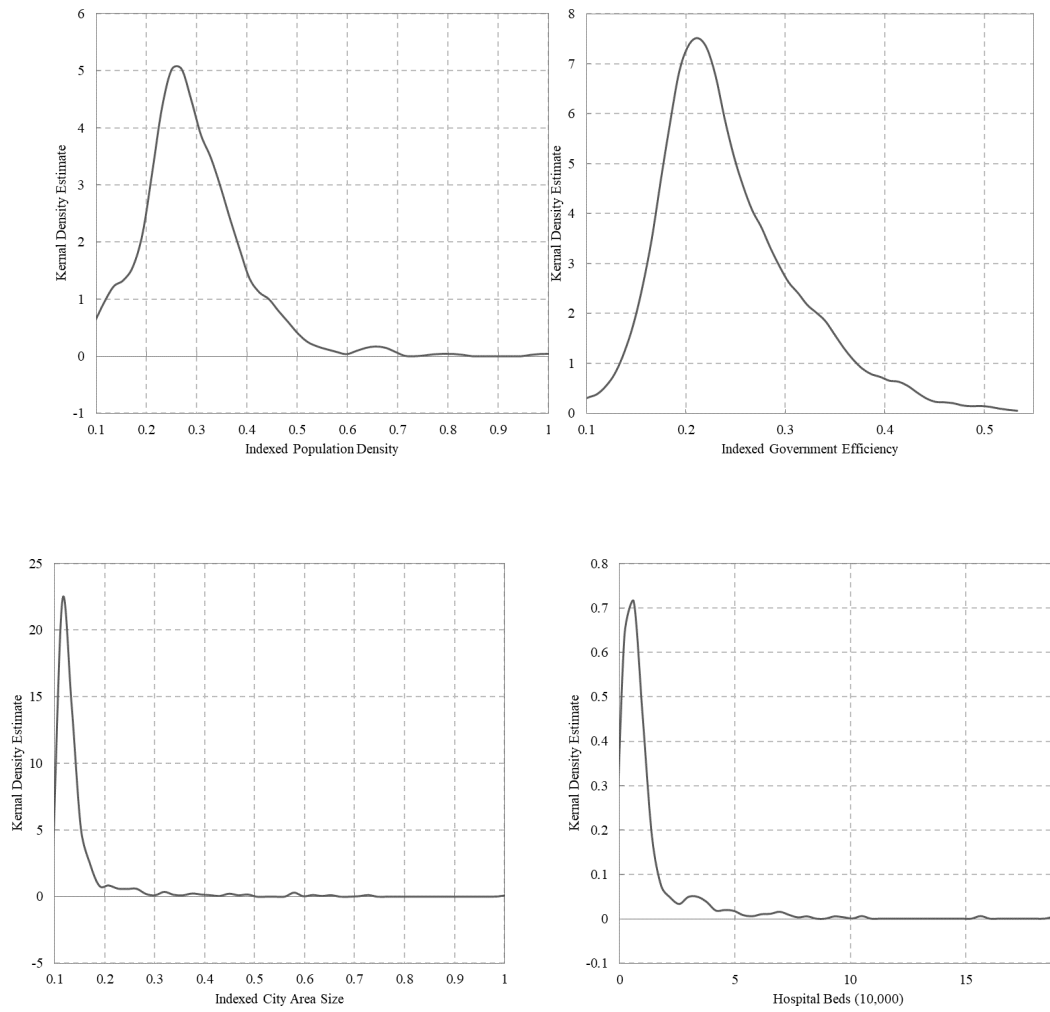 6
5
4
3
2
1
0
-1
Kernal Density Estimate
0.1 0.2 0.3 0.4 0.5 0.6 0.7 0.8 0.9 1
Indexed Population Density
8
7
6
5
4
3
2
1
0
Kernal Density Estimate
0.1 0.2 0.3 0.4 0.5
Indexed Government Efficiency
25
20
15
10
5
0
-5
Kernal Density Estimate
0.1 0.2 0.3 0.4 0.5 0.6 0.7 0.8 0.9 1
Indexed City Area Size
0.8
0.7
0.6
0.5
0.4
0.3
0.2
0.1
0
-0.1
Kernal Density Estimate
0 5 10 15
Hospital Beds (10,000)